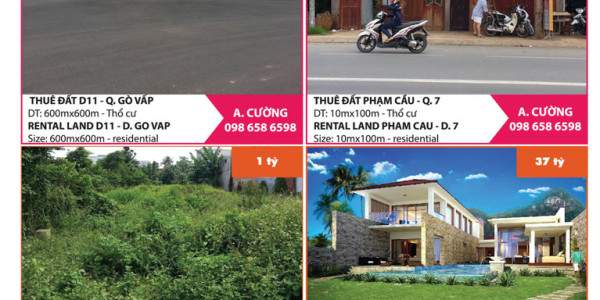 THUÊ ĐẤT D11 - Q. GÒ VẤP
DT: 600mx600m - Thổ cư
RENTAL LAND D11 - D. GO VAP
Size: 600mx600m - residential
A. CƯỜNG
098 658 6598
THUÊ ĐẤT PHẠM CẦU - Q. 7
DT: 10mx100m - Thổ cư
RENTAL LAND PHAM CAU - D. 7
Size: 10mx100m - residential
A. CƯỜNG
098 658 6598
1 tỷ
37 tỷ